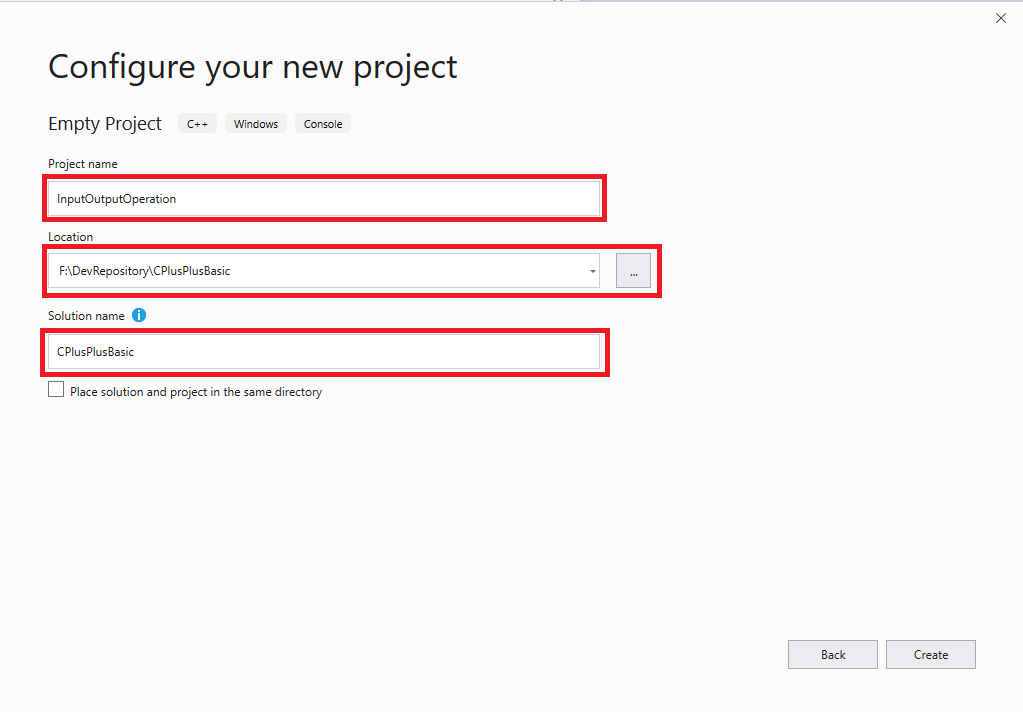 Configure your new project
Empty Project C++ Windows Console
Project name
InputOutputOperation
Location
F:\DevRepository\CPlusPlusBasic ...
Solution name
CPlusPlusBasic
Place solution and project in the same directory
Back Create